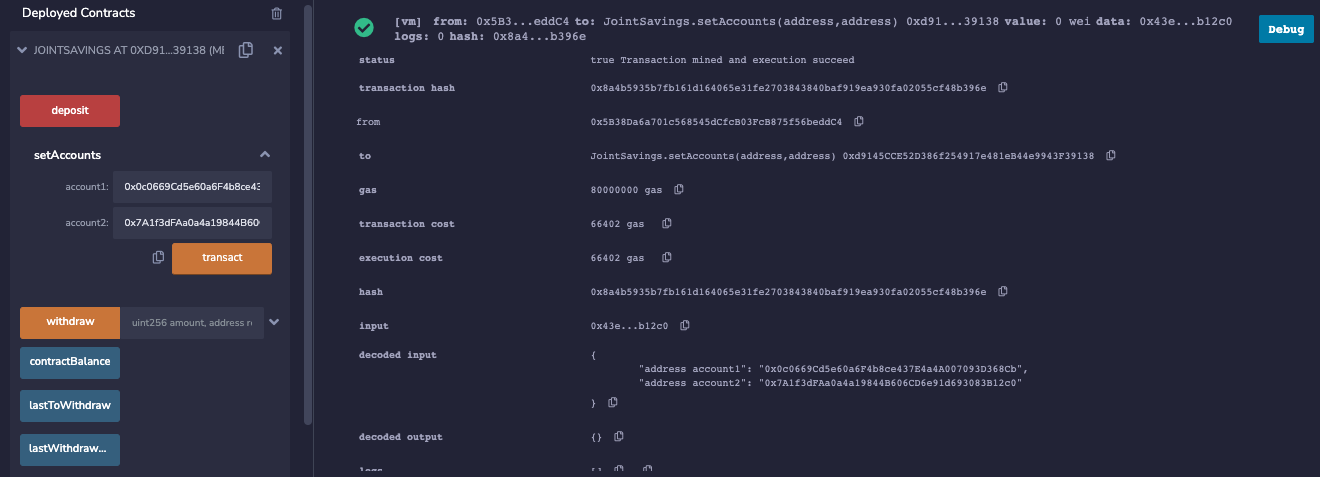 Deployed Contracts
JOINTSAVINGS AT 0XD91...39138 (ME
deposit
setAccounts
account1: 0x0c0669Cd5e60a6F4b8ce43
account2: 0x7A1f3dFAa0a4a19844B60
transact
withdraw uint256 amount, address re
contractBalance
lastToWithdraw
lastWithdraw...
[vm] from: 0x5B3...eddC4 to: JointSavings.setAccounts(address,address) 0xd91...39138 value: 0 wei data: 0x43e...b12c0
logs: 0 hash: 0x8a4...b396e
Debug
status true Transaction mined and execution succeed
transaction hash 0x8a4b5935b7fb161d164065e31fe2703843840baf919ea930fa02055cf48b396e
from 0x5B38Da6a701c568545dCfcB03FcB875f56beddC4
to JointSavings.setAccounts(address,address) 0xd9145CCE52D386f254917e481eB44e9943F39138
gas 80000000 gas
transaction cost 66402 gas
execution cost 66402 gas
hash 0x8a4b5935b7fb161d164065e31fe2703843840baf919ea930fa02055cf48b396e
input 0x43e...b12c0
decoded input {
"address account1": "0x0c0669Cd5e60a6F4b8ce437E4a4A007093D368Cb",
"address account2": "0x7A1f3dFAa0a4a19844B606CD6e91d693083B12c0"
}
decoded output {}
logs []